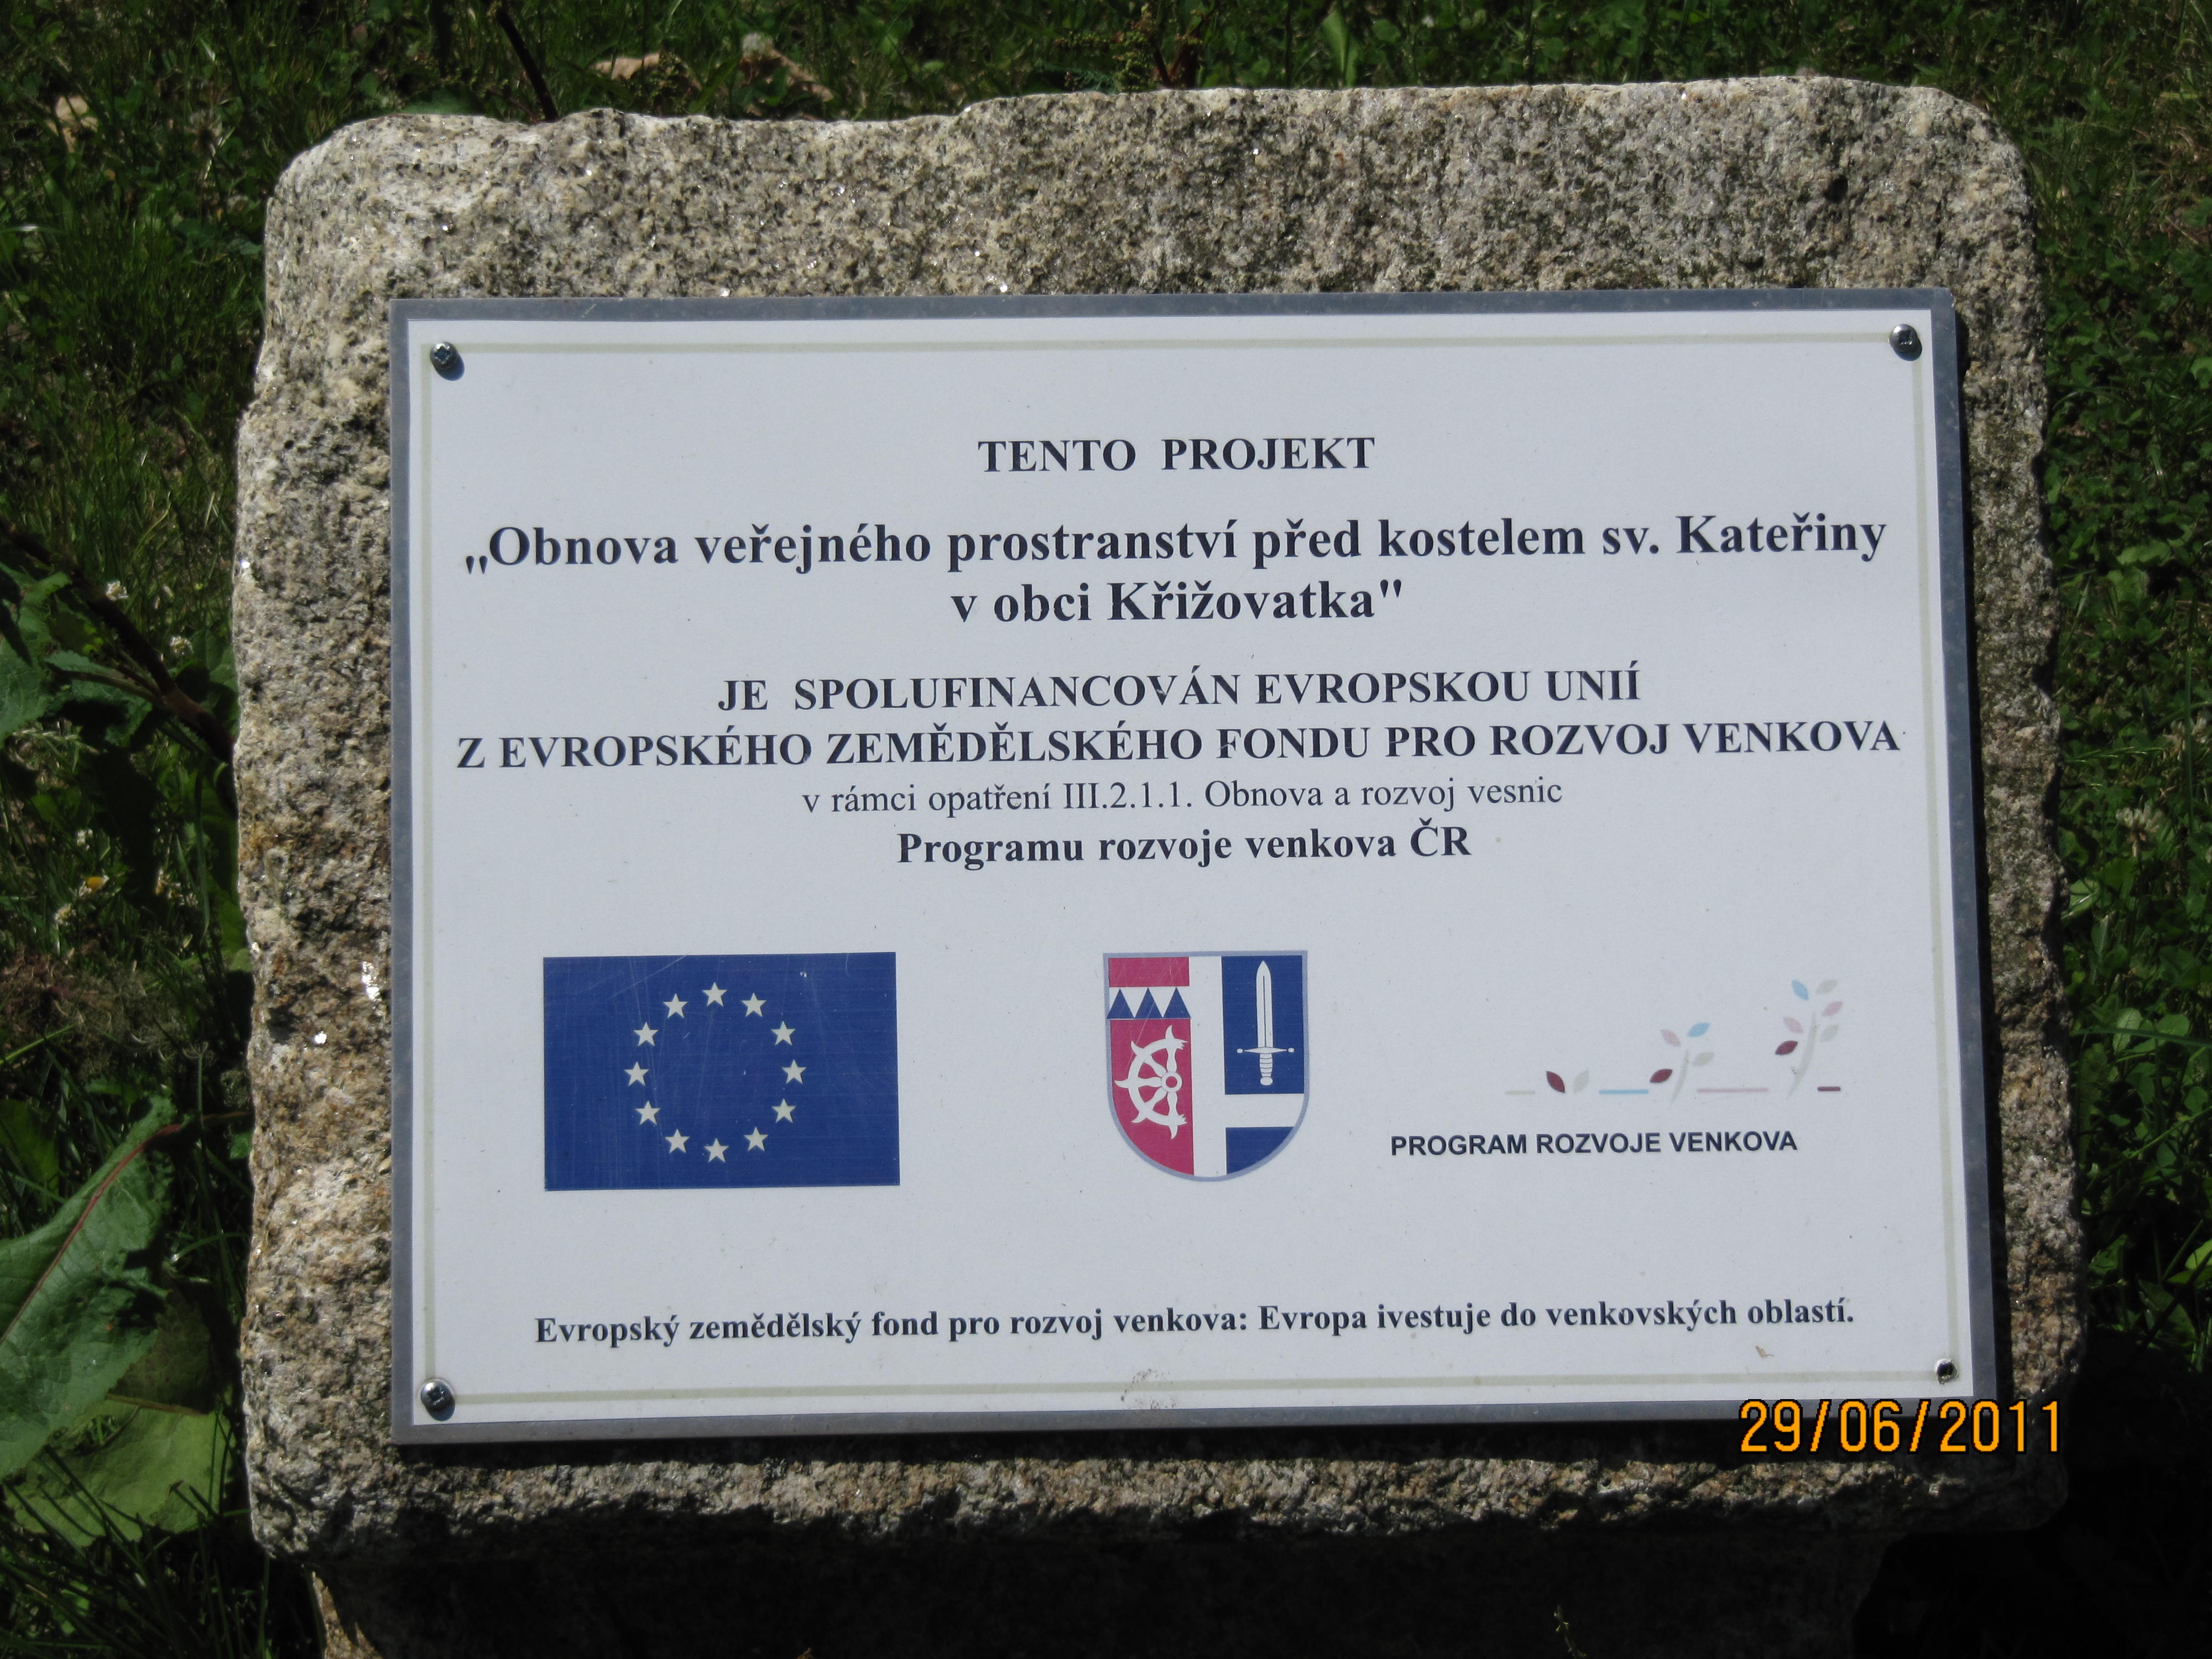 TENTO PROJEKT
„Obnova veřejného prostranství před kostelem sv. Kateřiny
v obci Křižovatka"
JE SPOLUFINANCOVÁN EVROPSKOU UNIÍ
Z EVROPSKÉHO ZEMĚDĚLSKÉHO FONDU PRO ROZVOJ VENKOVA
v rámci opatření III.2.1.1. Obnova a rozvoj vesnic
Programu rozvoje venkova ČR
PROGRAM ROZVOJE VENKOVA
Evropský zemědělský fond pro rozvoj venkova: Evropa ivestuje do venkovských oblastí.
29/06/2011